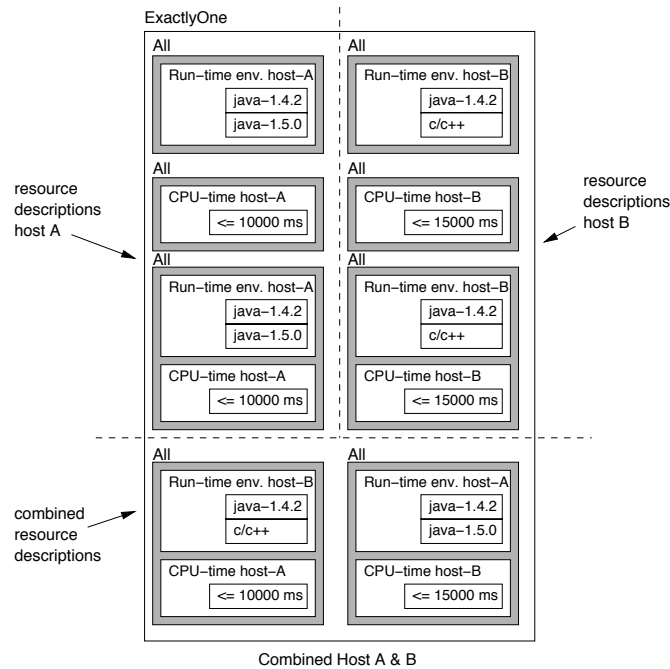 ExactlyOne
All
Run-time env. host-A
java-1.4.2
java-1.5.0
All
Run-time env. host-B
java-1.4.2
c/c++
All
CPU-time host-A
<= 10000 ms
All
CPU-time host-B
<= 15000 ms
resource
descriptions
host A
resource
descriptions
host B
All
Run-time env. host-A
java-1.4.2
java-1.5.0
CPU-time host-A
<= 10000 ms
All
Run-time env. host-B
java-1.4.2
c/c++
CPU-time host-B
<= 15000 ms
combined
resource
descriptions
All
Run-time env. host-B
java-1.4.2
c/c++
CPU-time host-A
<= 10000 ms
All
Run-time env. host-A
java-1.4.2
java-1.5.0
CPU-time host-B
<= 15000 ms
Combined Host A & B